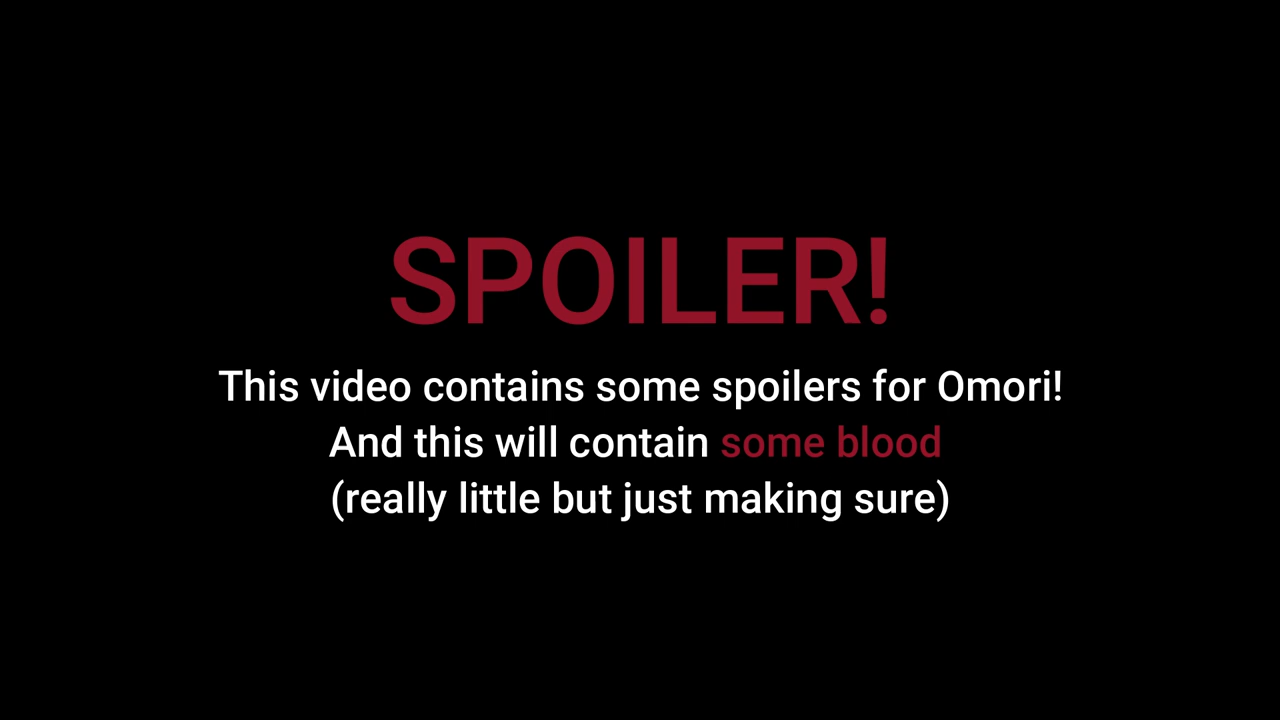 SPOILER!
This video contains some spoilers for Omori!
And this will contain some blood
(really little but just making sure)